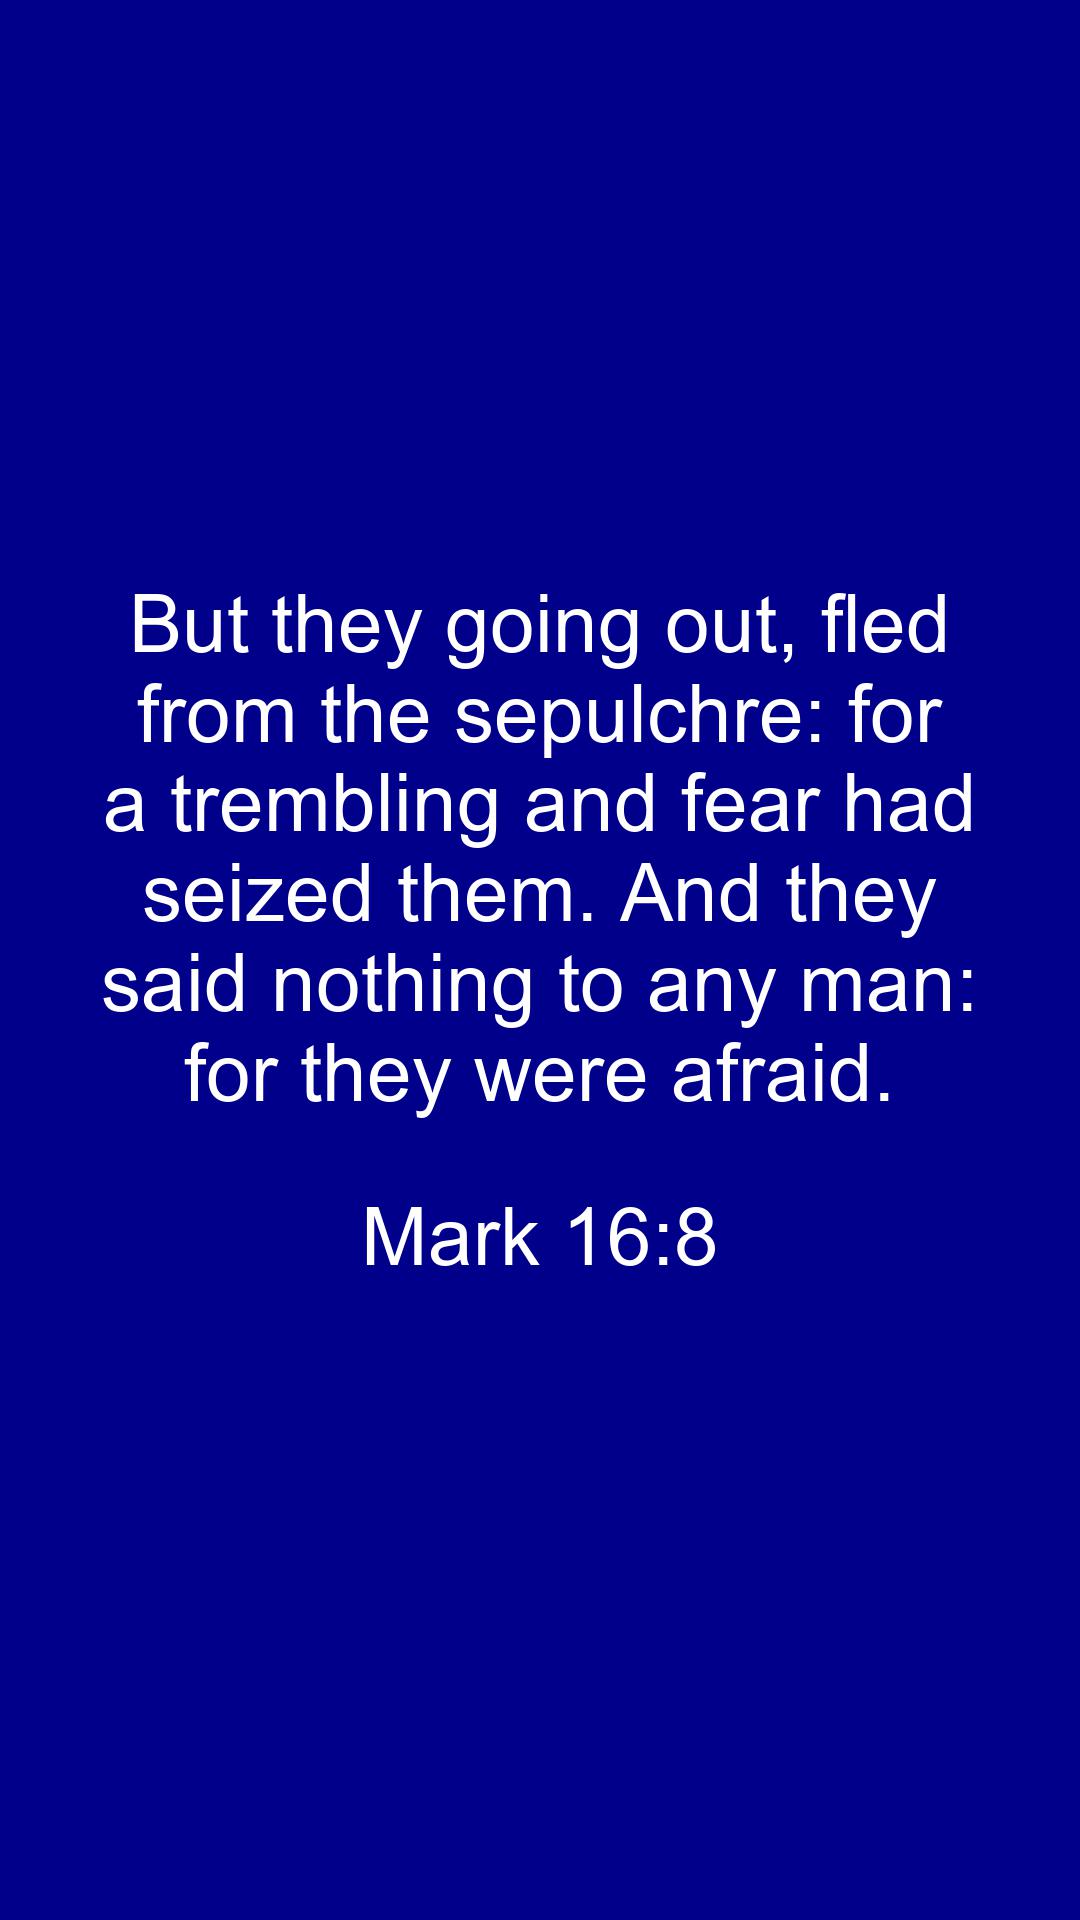 But they going out, fled
from the sepulchre: for
a trembling and fear had
seized them. And they
said nothing to any man:
for they were afraid.
Mark 16:8